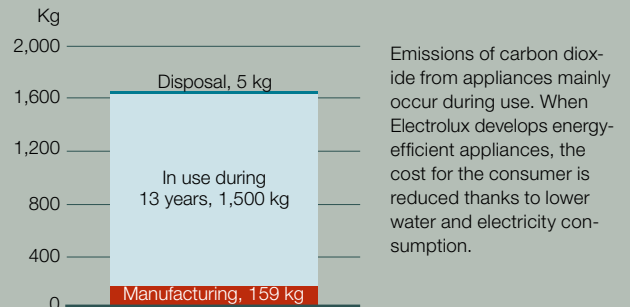 Kg
2,000
1,600
1,200
800
400
0
Disposal, 5 kg
In use during
13 years, 1,500 kg
Manufacturing, 159 kg
Emissions of carbon diox-
ide from appliances mainly
occur during use. When
Electrolux develops energy-
efficient appliances, the
cost for the consumer is
reduced thanks to lower
water and electricity con-
sumption.